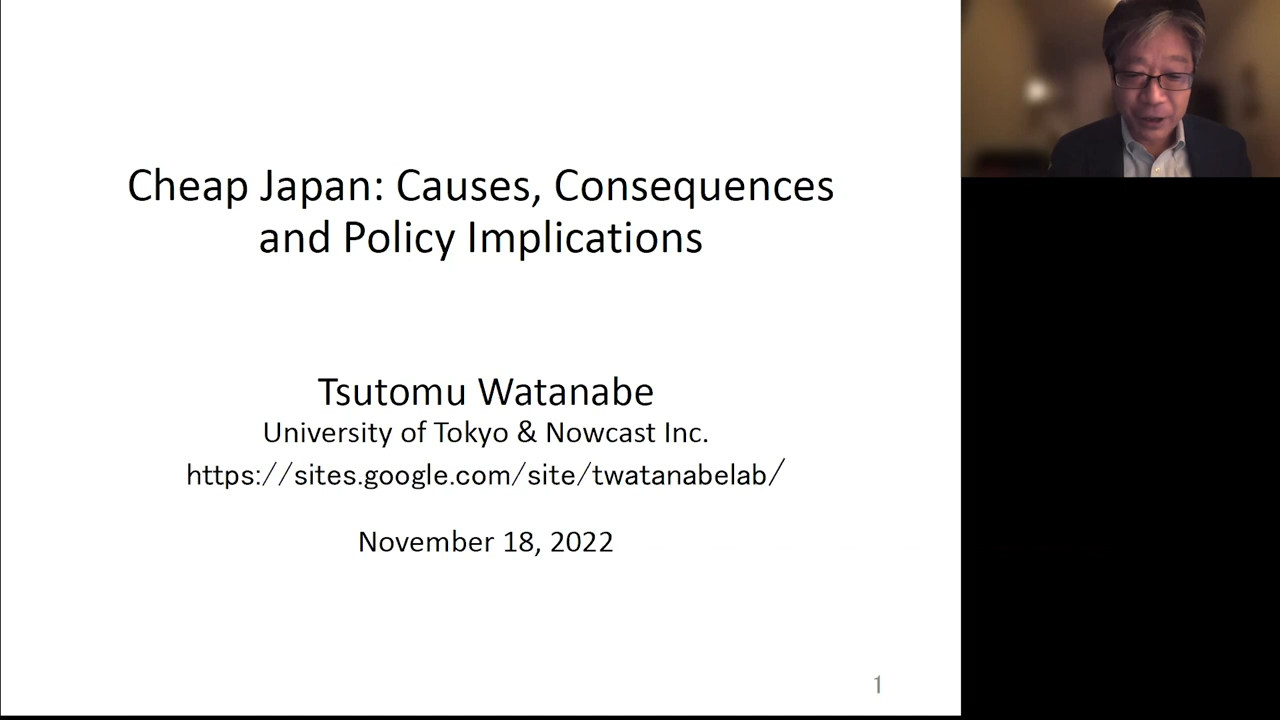 Cheap Japan: Causes, Consequences
and Policy Implications
Tsutomu Watanabe
University of Tokyo & Nowcast Inc.
https://sites.google.com/site/twatanabelab/
November 18, 2022
1